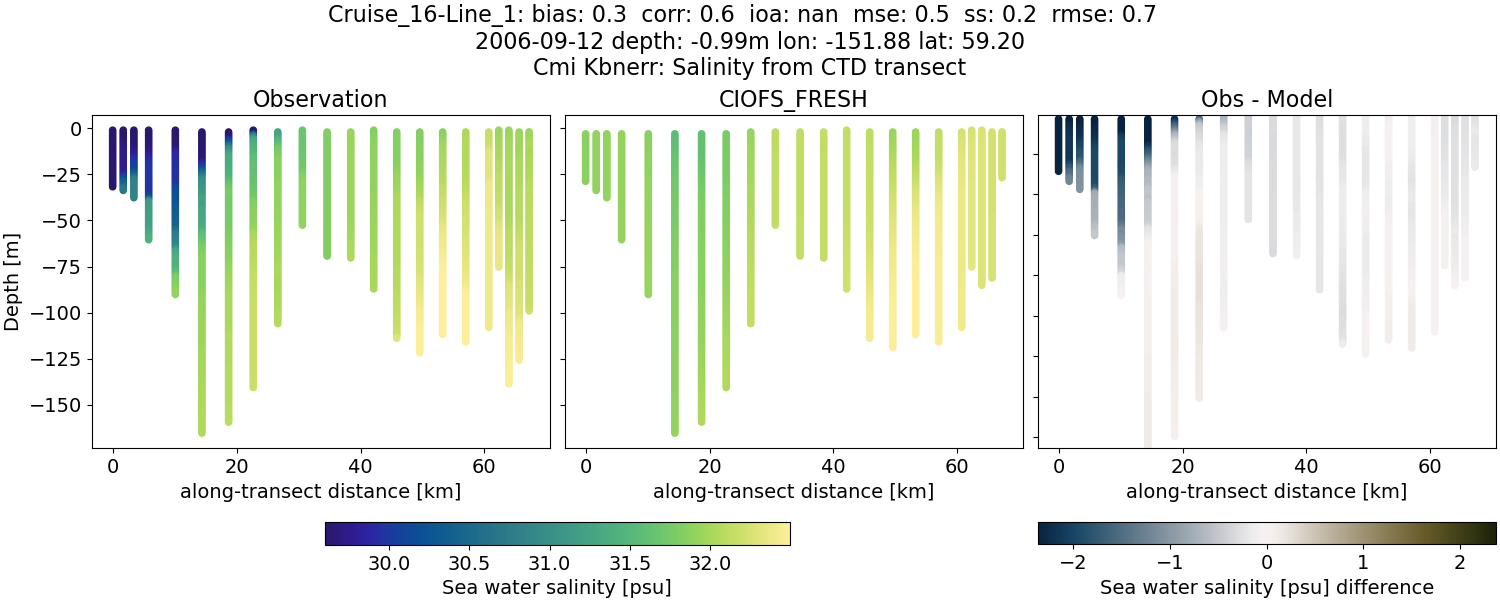 Cruise_16-Line_1: bias: 0.3 corr: 0.6 ioa: nan mse: 0.5 ss: 0.2 rmse: 0.7
2006-09-12 depth: -0.99m lon: -151.88 lat: 59.20
Cmi Kbnerr: Salinity from CTD transect
Observation CIOFS_FRESH Obs - Model
0
−25
−50
−75
−100
−125
−150
Depth [m]
0 20 40 60 0 20 40 60 0 20 40 60
along-transect distance [km] along-transect distance [km] along-transect distance [km]
30.0 30.5 31.0 31.5 32.0 −2 −1 0 1 2
Sea water salinity [psu] Sea water salinity [psu] difference